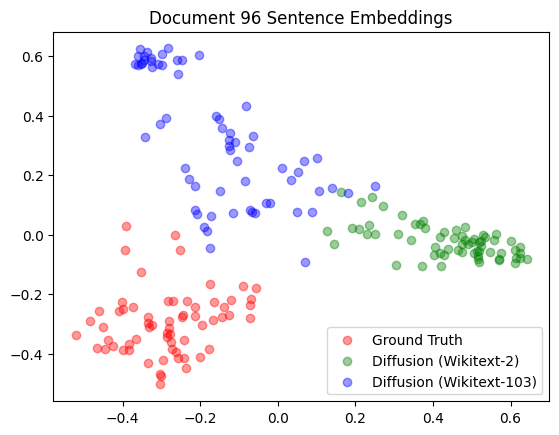 Document 96 Sentence Embeddings
0.6
0.4
0.2
0.0
−0.2
−0.4
Ground Truth
Diffusion (Wikitext-2)
Diffusion (Wikitext-103)
−0.4 −0.2 0.0 0.2 0.4 0.6